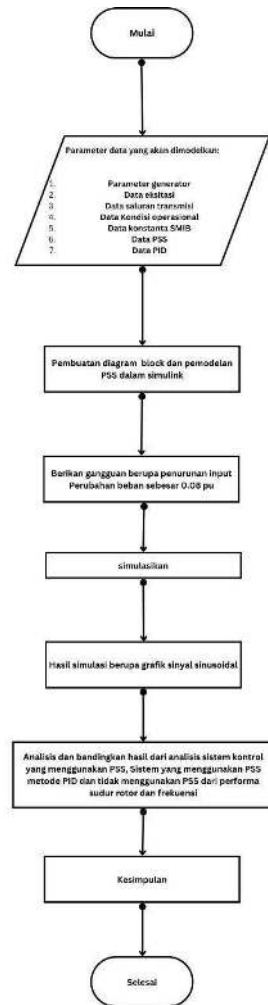 Mulai
Parameter data yang akan dimodelkan:
1. Parameter generator
2. Data eksitasi
3. Data saluran transmisi
4. Data Kondisi operasional
5. Data konstanta SMIB
6. Data PSS
7. Data PID
Pembuatan diagram block dan pemodelan
PSS dalam simulink
Berikan gangguan berupa penurunan input
Perubahan beban sebesar 0.08 pu
simulasikan
Hasil simulasi berupa grafik sinyal sinusoidal
Analisis dan bandingkan hasil dari analisis sistem kontrol
yang menggunakan PSS, Sistem yang menggunakan PSS
metode PID dan tidak menggunakan PSS dari performa
sudur rotor dan frekuensi
Kesimpulan
Selesai